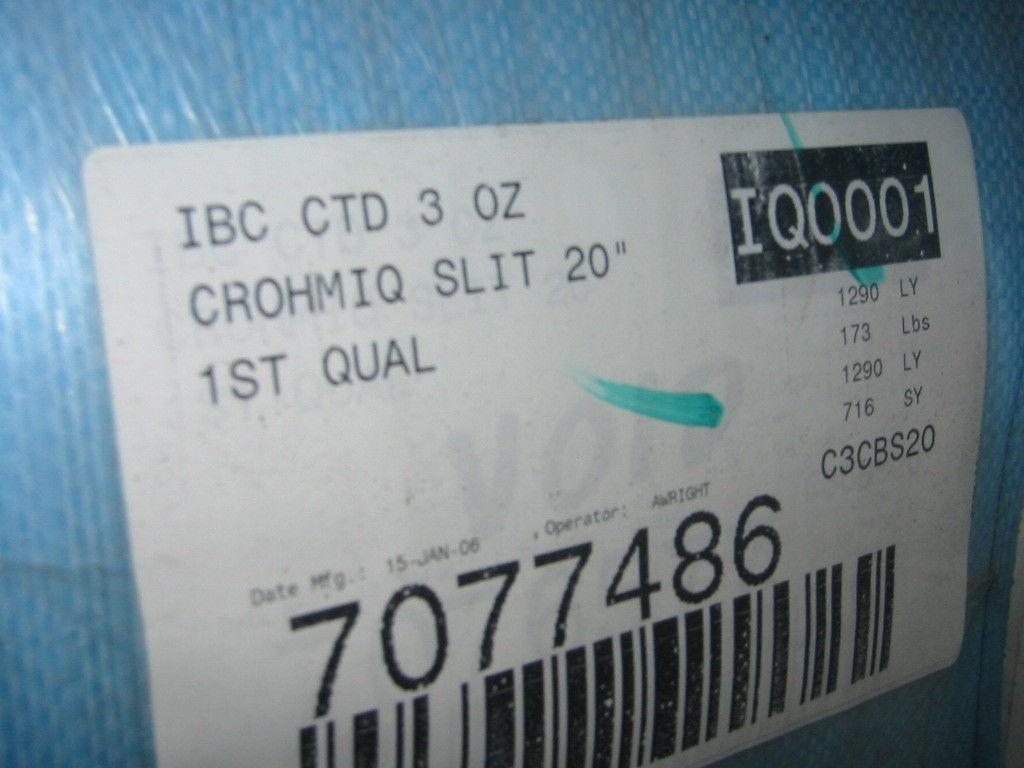 IBC CTD 3 OZ
CROHMIQ SLIT 20"
1ST QUAL
IQ0001
1290 LY
173 Lbs
1290 LY
716 SY
C3CBS20
Date Mfg.: 15-JAN-06 Operator: AWRIGHT
7077486